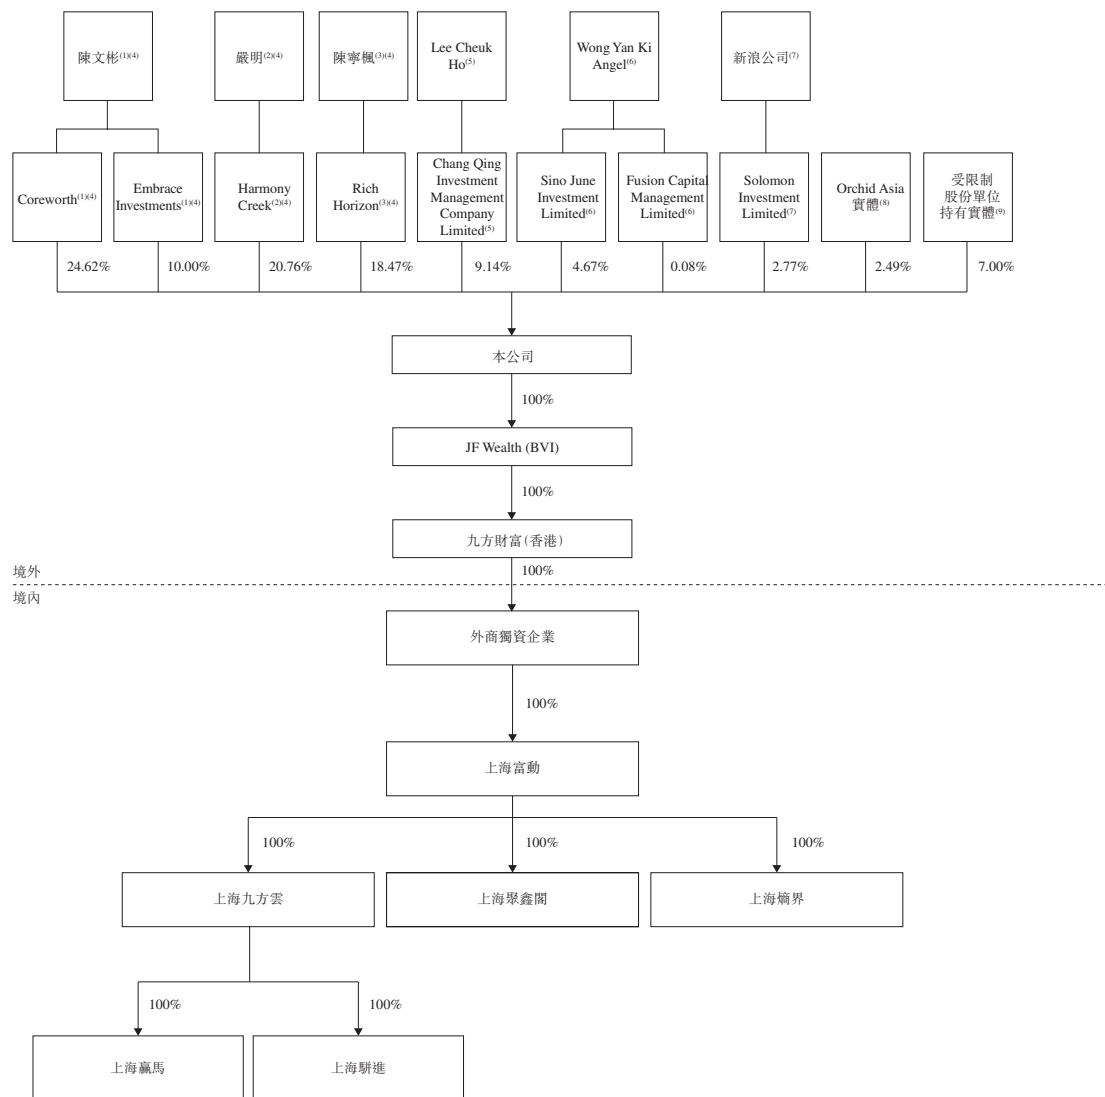 陳文彬(1)(4)
嚴明(2)(4)
陳寧楓(3)(4)
Lee Cheuk
Ho(5)
Wong Yan Ki
Angel(6)
新浪公司(7)
Coreworth(1)(4)
Embrace
Investments(1)(4)
Harmony
Creek(2)(4)
Rich
Horizon(3)(4)
Chang Qing
Investment
Management
Company
Limited(5)
Sino June
Investment
Limited(6)
Fusion Capital
Management
Limited(6)
Solomon
Investment
Limited(7)
Orchid Asia
實體(8)
受限制
股份單位
持有實體(9)
24.62%
10.00%
20.76%
18.47%
9.14%
4.67%
0.08%
2.77%
2.49%
7.00%
本公司
100%
JF Wealth (BVI)
100%
九方財富(香港)
境外
100%
境內
外商獨資企業
100%
上海富動
100%
100%
100%
上海九方雲
上海聚鑫閣
上海熵界
100%
100%
上海贏馬
上海駢進